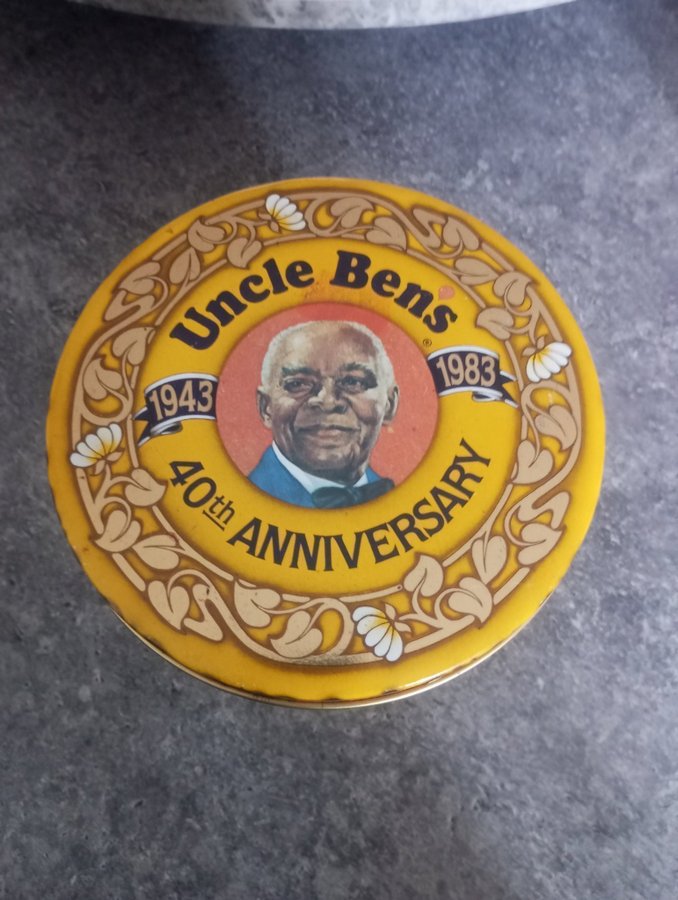 Uncle Ben's®
1943
1983
40th ANNIVERSARY